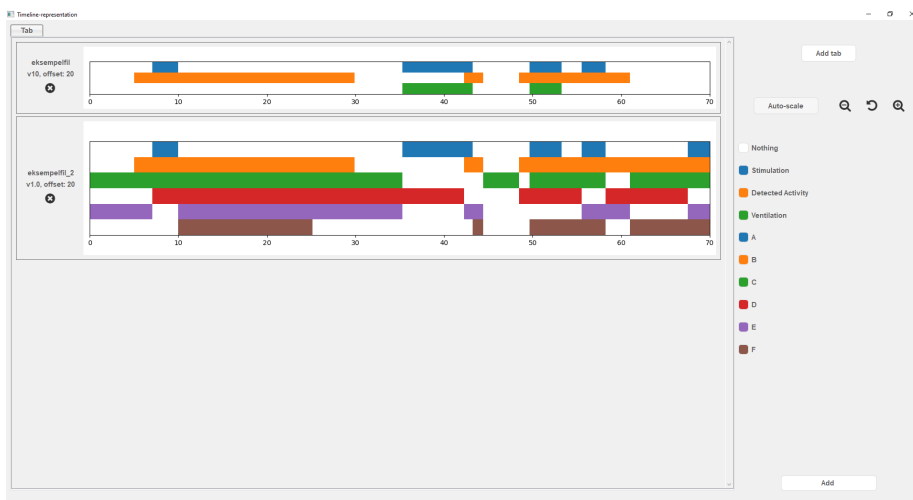 Timeline-representation
Tab
eksempelfil
v10, offset: 20
0 10 20 30 40 50 60 70
eksempelfil_2
v1.0, offset: 20
0 10 20 30 40 50 60 70
Add tab
Auto-scale
Nothing
Stimulation
Detected Activity
Ventilation
A
B
C
D
E
F
Add